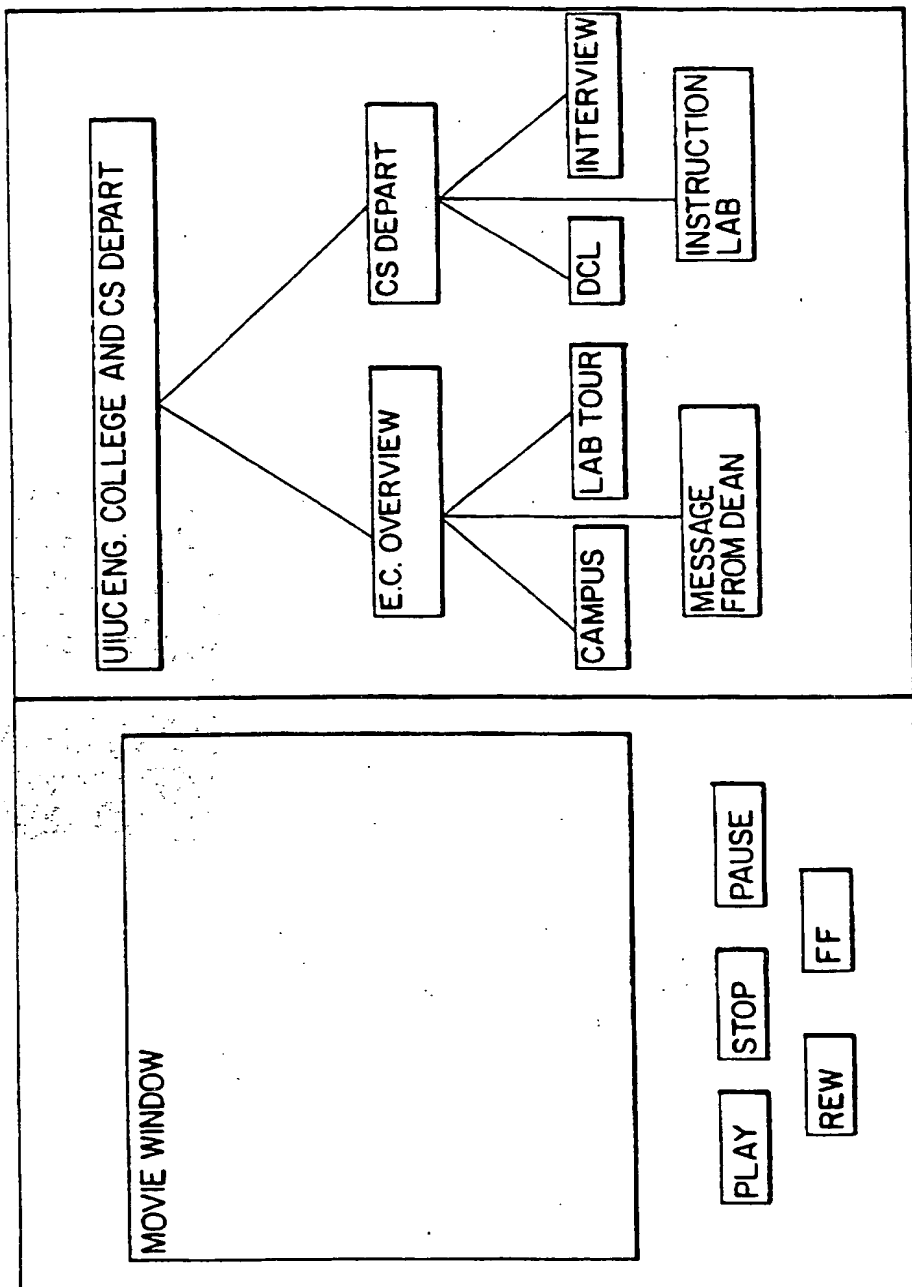 MOVIE WINDOW
PLAY
STOP
PAUSE
REW
FF
UIUC ENG. COLLEGE AND CS DEPART
E.C. OVERVIEW
CS DEPART
CAMPUS
LAB TOUR
DCL
INTERVIEW
MESSAGE
FROM DEAN
INSTRUCTION
LAB